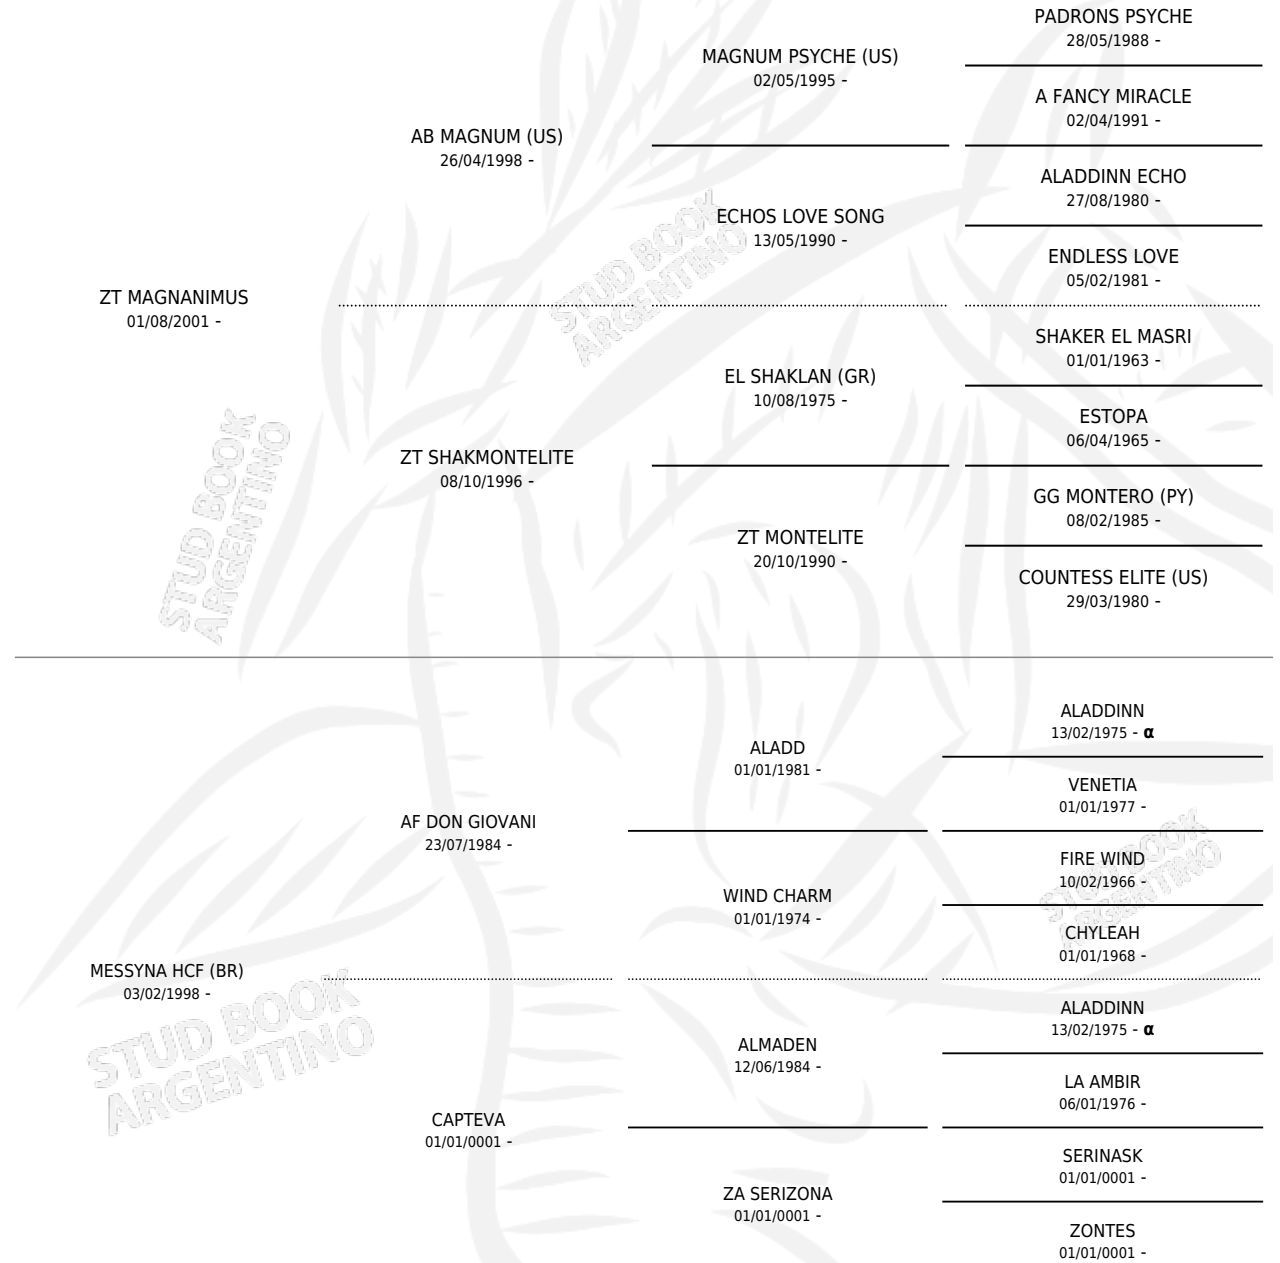 PADRONS PSYCHE
28/05/1988 -
MAGNUM PSYCHE (US)
02/05/1995 -
A FANCY MIRACLE
02/04/1991 -
AB MAGNUM (US)
26/04/1998 -
ALADDINN ECHO
27/08/1980 -
ECHOS LOVE SONG
13/05/1990 -
ENDLESS LOVE
05/02/1981 -
ZT MAGNANIMUS
01/08/2001 -
SHAKER EL MASRI
01/01/1963 -
EL SHAKLAN (GR)
10/08/1975 -
ESTOPA
06/04/1965 -
ZT SHAKMONTELITE
08/10/1996 -
GG MONTERO (PY)
08/02/1985 -
ZT MONTELITE
20/10/1990 -
COUNTESS ELITE (US)
29/03/1980 -
STUD BOOK
ARGENTINO
STUD BOOK
ARGENTINO
ALADDINN
13/02/1975 - α
ALADD
01/01/1981 -
VENETIA
01/01/1977 -
AF DON GIOVANI
23/07/1984 -
FIRE WIND
10/02/1966 -
WIND CHARM
01/01/1974 -
CHYLEAH
01/01/1968 -
MESSYNA HCF (BR)
03/02/1998 -
ALADDINN
13/02/1975 - α
ALMADEN
12/06/1984 -
LA AMBIR
06/01/1976 -
CAPTEVA
01/01/0001 -
SERINASK
01/01/0001 -
ZA SERIZONA
01/01/0001 -
ZONTES
01/01/0001 -
STUD BOOK
ARGENTINO
STUD BOOK
ARGENTINO